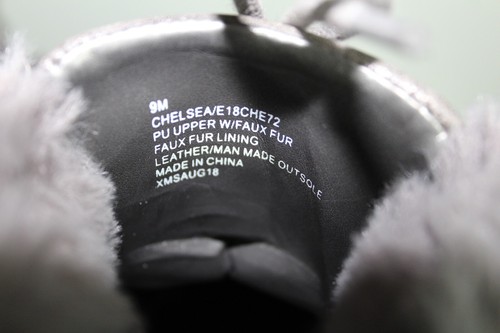 9M
CHELSEA/E18CHE72
PU UPPER W/FAUX FUR
FAUX FUR LINING
LEATHER/MAN MADE OUTSOLE
MADE IN CHINA
XMSAUG18